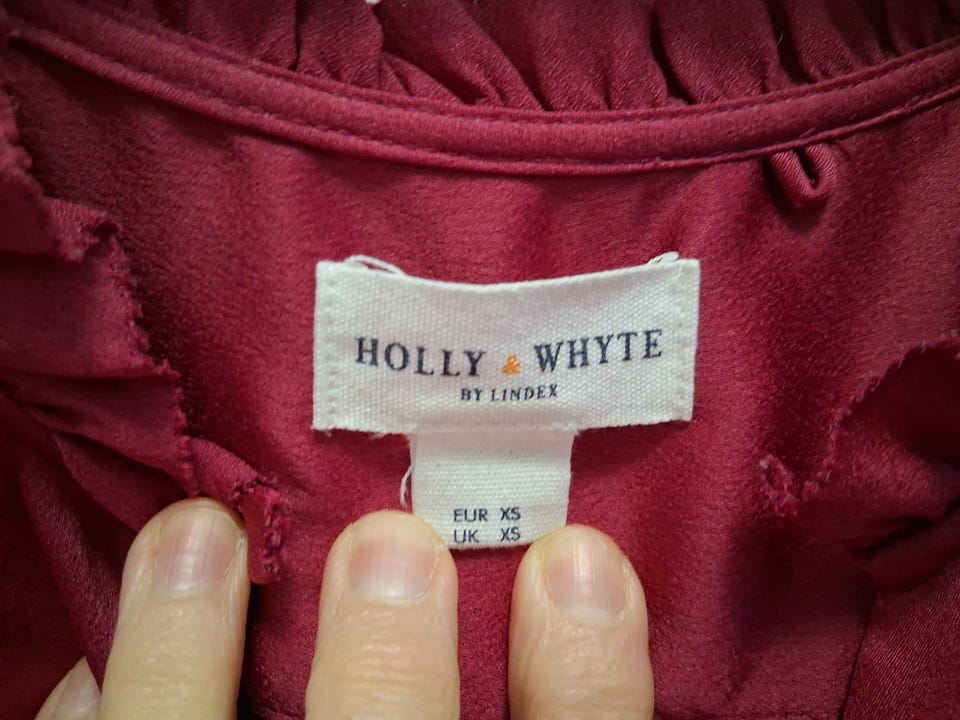 HOLLY & WHYTE
BY LINDEX
EUR XS
UK XS